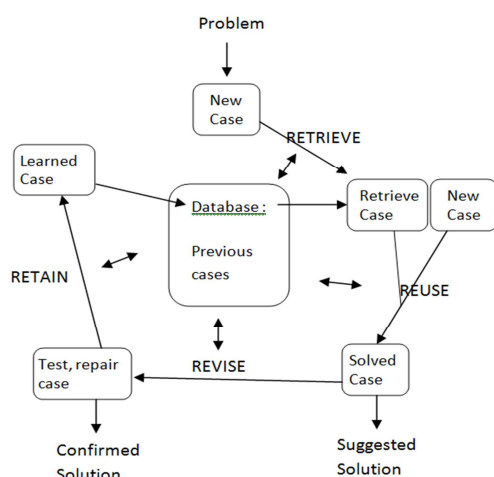 Problem
New
Case
RETRIEVE
Learned
Case
Retrieve
Case
New
Case
Database:
Previous
cases
RETAIN
REUSE
Test, repair
case
REVISE
Solved
Case
Confirmed
Solution
Suggested
Solution